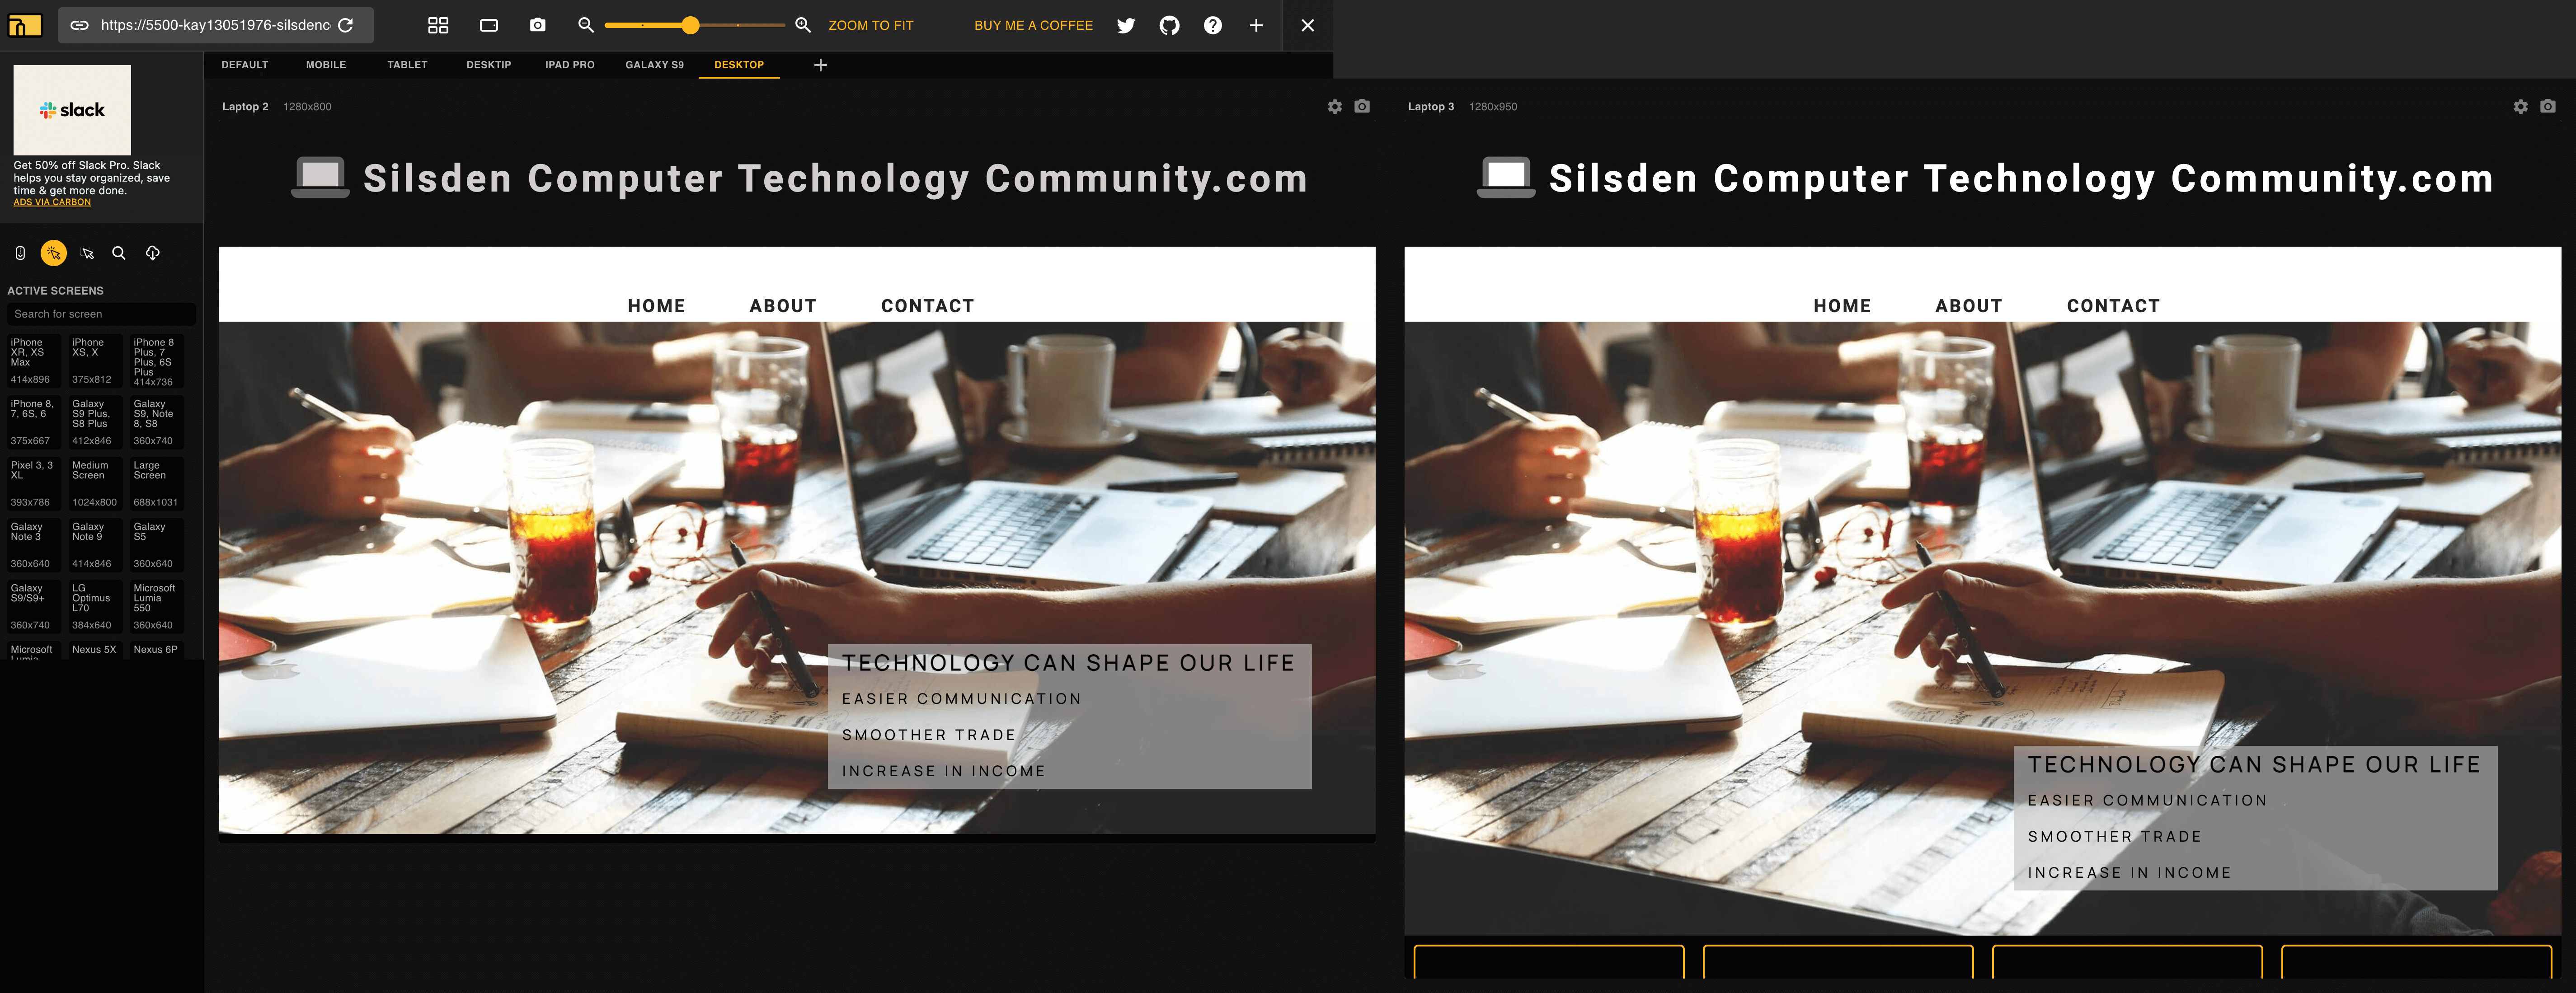 https://5500-kay13051976-silsdenc
ZOOM TO FIT
BUY ME A COFFEE
DEFAULT
MOBILE
TABLET
DESKTIP
IPAD PRO
GALAXY S9
DESKTOP
slack
Get 50% off Slack Pro. Slack
helps you stay organized, save
time & get more done.
ADS VIA CARBON
ACTIVE SCREENS
Search for screen
iPhone
XR, XS
Max
414x896
iPhone
XS, X
375x812
iPhone 8
Plus, 7
Plus, 6S
Plus
414x736
iPhone 8,
7, 6S, 6
375x667
Galaxy
S9 Plus,
S8 Plus
412x846
Galaxy
S9, Note
8, S8
360x740
Pixel 3, 3
XL
393x786
Medium
Screen
1024x800
Large
Screen
688x1031
Galaxy
Note 3
360x640
Galaxy
Note 9
414x846
Galaxy
S5
360x640
Galaxy
S9/S9+
360x740
LG
Optimus
L70
384x640
Microsoft
Lumia
550
360x640
Microsoft
Lumia
Nexus 5X
Nexus 6P
Laptop 2 1280x800
Silsden Computer Technology Community.com
HOME ABOUT CONTACT
TECHNOLOGY CAN SHAPE OUR LIFE
EASIER COMMUNICATION
SMOOTHER TRADE
INCREASE IN INCOME
Laptop 3 1280x950
Silsden Computer Technology Community.com
HOME ABOUT CONTACT
TECHNOLOGY CAN SHAPE OUR LIFE
EASIER COMMUNICATION
SMOOTHER TRADE
INCREASE IN INCOME